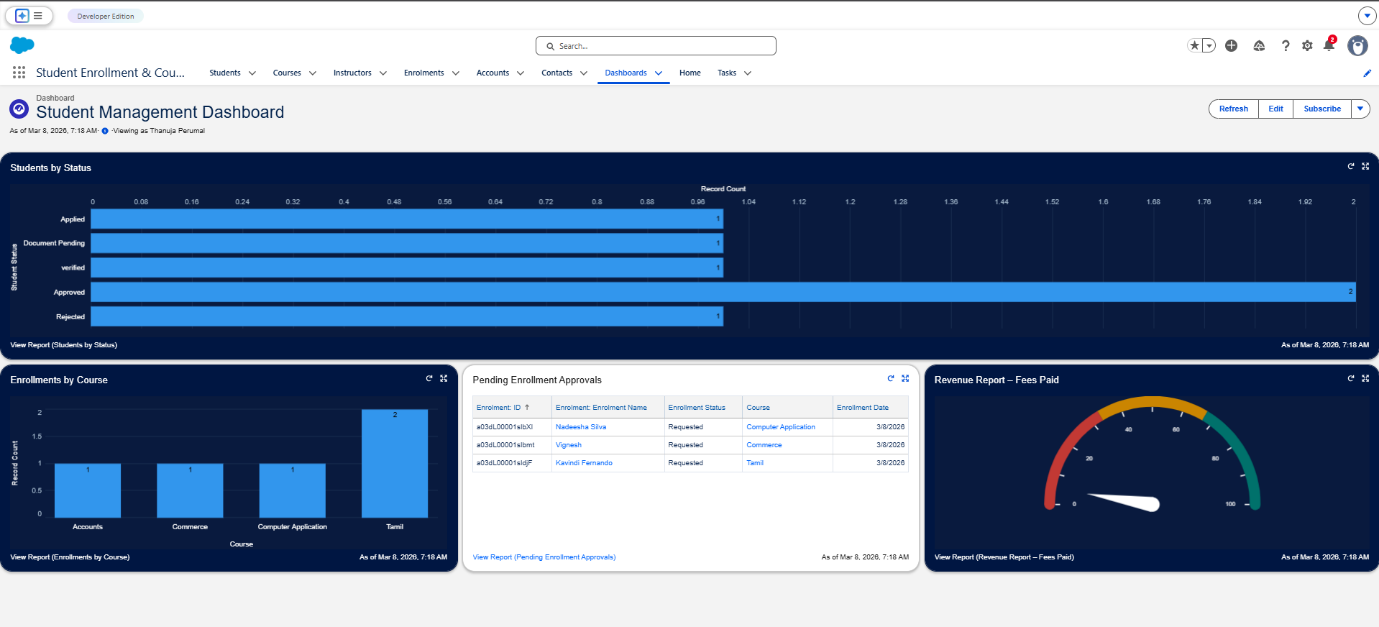 Developer Edition
Search...
2
Student Enrollment & Cou... Students Courses Instructors Enrolments Accounts Contacts Dashboards Home Tasks
Dashboard
Student Management Dashboard
As of Mar 8, 2026, 7:18 AM· ·Viewing as Thanuja Perumal
Refresh Edit Subscribe
Students by Status
Record Count
0 0.08 0.16 0.24 0.32 0.4 0.48 0.56 0.64 0.72 0.8 0.88 0.96 1.04 1.12 1.2 1.28 1.36 1.44 1.52 1.6 1.68 1.76 1.84 1.92 2
Student Status
Applied 1
Document Pending 1
verified 1
Approved 2
Rejected 1
View Report (Students by Status) As of Mar 8, 2026, 7:18 AM
Enrollments by Course
Record Count
2
1.5
1
0.5
0
1 1 1 2
Accounts Commerce Computer Application Tamil
Course
View Report (Enrollments by Course) As of Mar 8, 2026, 7:18 AM
Pending Enrollment Approvals
Enrolment: ID ↑ Enrolment: Enrolment Name Enrollment Status Course Enrollment Date
a03dL00001slbXl Nadeesha Silva Requested Computer Application 3/8/2026
a03dL00001slbmt Vignesh Requested Commerce 3/8/2026
a03dL00001sldjF Kavindi Fernando Requested Tamil 3/8/2026
View Report (Pending Enrollment Approvals) As of Mar 8, 2026, 7:18 AM
Revenue Report – Fees Paid
0 20 40 60 80 100
View Report (Revenue Report – Fees Paid) As of Mar 8, 2026, 7:18 AM